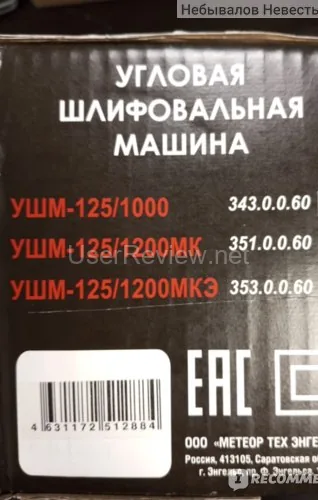 Небывалов Невесть
УГЛОВАЯ
ШЛИФОВАЛЬНАЯ
МАШИНА
УШМ-125/1000 343.0.0.60
УШМ-125/1200МК 351.0.0.60
UserReview.net
УШМ-125/1200МКЭ 353.0.0.60
EAC
4 631172 512884
ООО «МЕТЕОР ТЕХ ЭНГЕ
Россия, 413105, Саратовская о
г. Энгельс, пр. Ф. Энгельса,
RECOMME